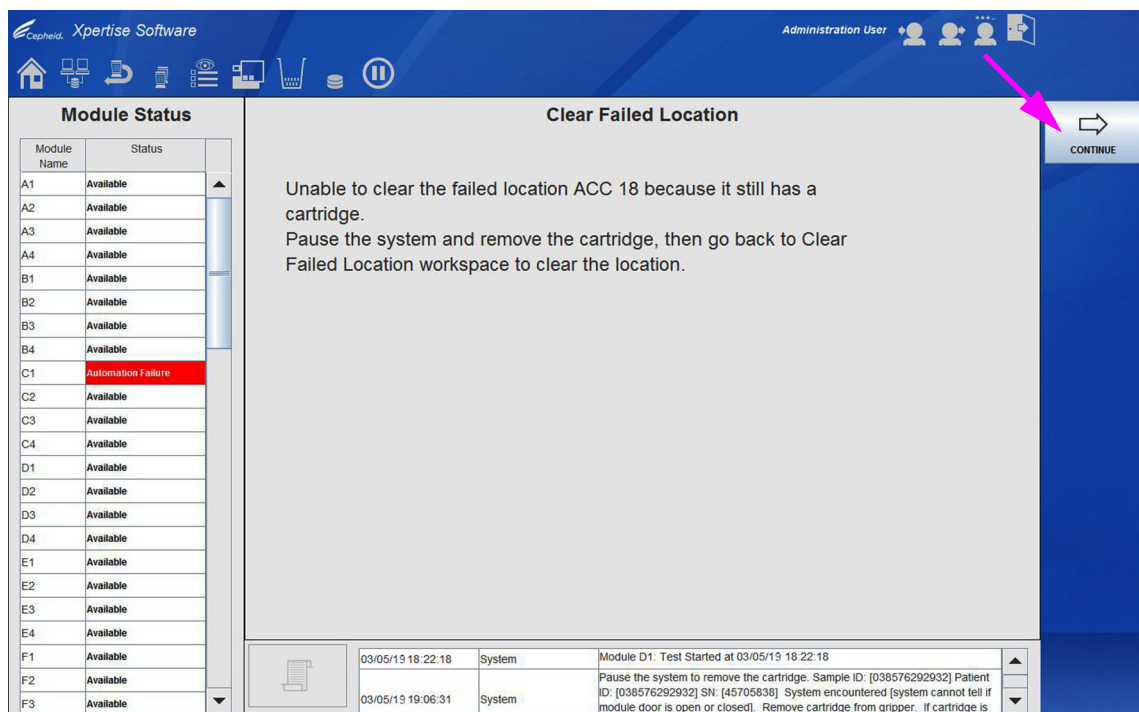 Cepheid. Xpertise Software
Administration User
Module Status
Module Name Status
A1 Available
A2 Available
A3 Available
A4 Available
B1 Available
B2 Available
B3 Available
B4 Available
C1 Automation Failure
C2 Available
C3 Available
C4 Available
D1 Available
D2 Available
D3 Available
D4 Available
E1 Available
E2 Available
E3 Available
E4 Available
F1 Available
F2 Available
F3 Available
Clear Failed Location
Unable to clear the failed location ACC 18 because it still has a
cartridge.
Pause the system and remove the cartridge, then go back to Clear
Failed Location workspace to clear the location.
CONTINUE
03/05/19 18:22:18 System Module D1: Test Started at 03/05/19 18:22:18
03/05/19 19:06:31 System Pause the system to remove the cartridge. Sample ID: [038576292932] Patient
ID: [038576292932] SN: [45705838] System encountered [system cannot tell if
module door is open or closed]. Remove cartridge from gripper. If cartridge is